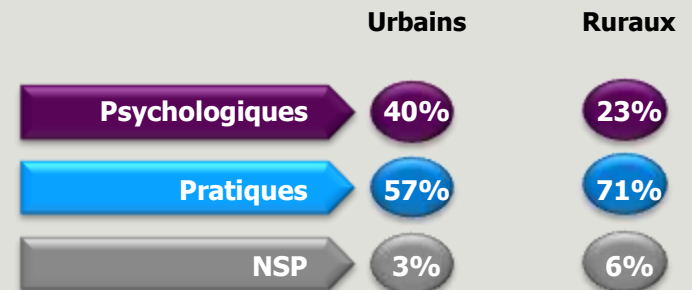 Urbains Ruraux
Psychologiques 40% 23%
Pratiques 57% 71%
NSP 3% 6%